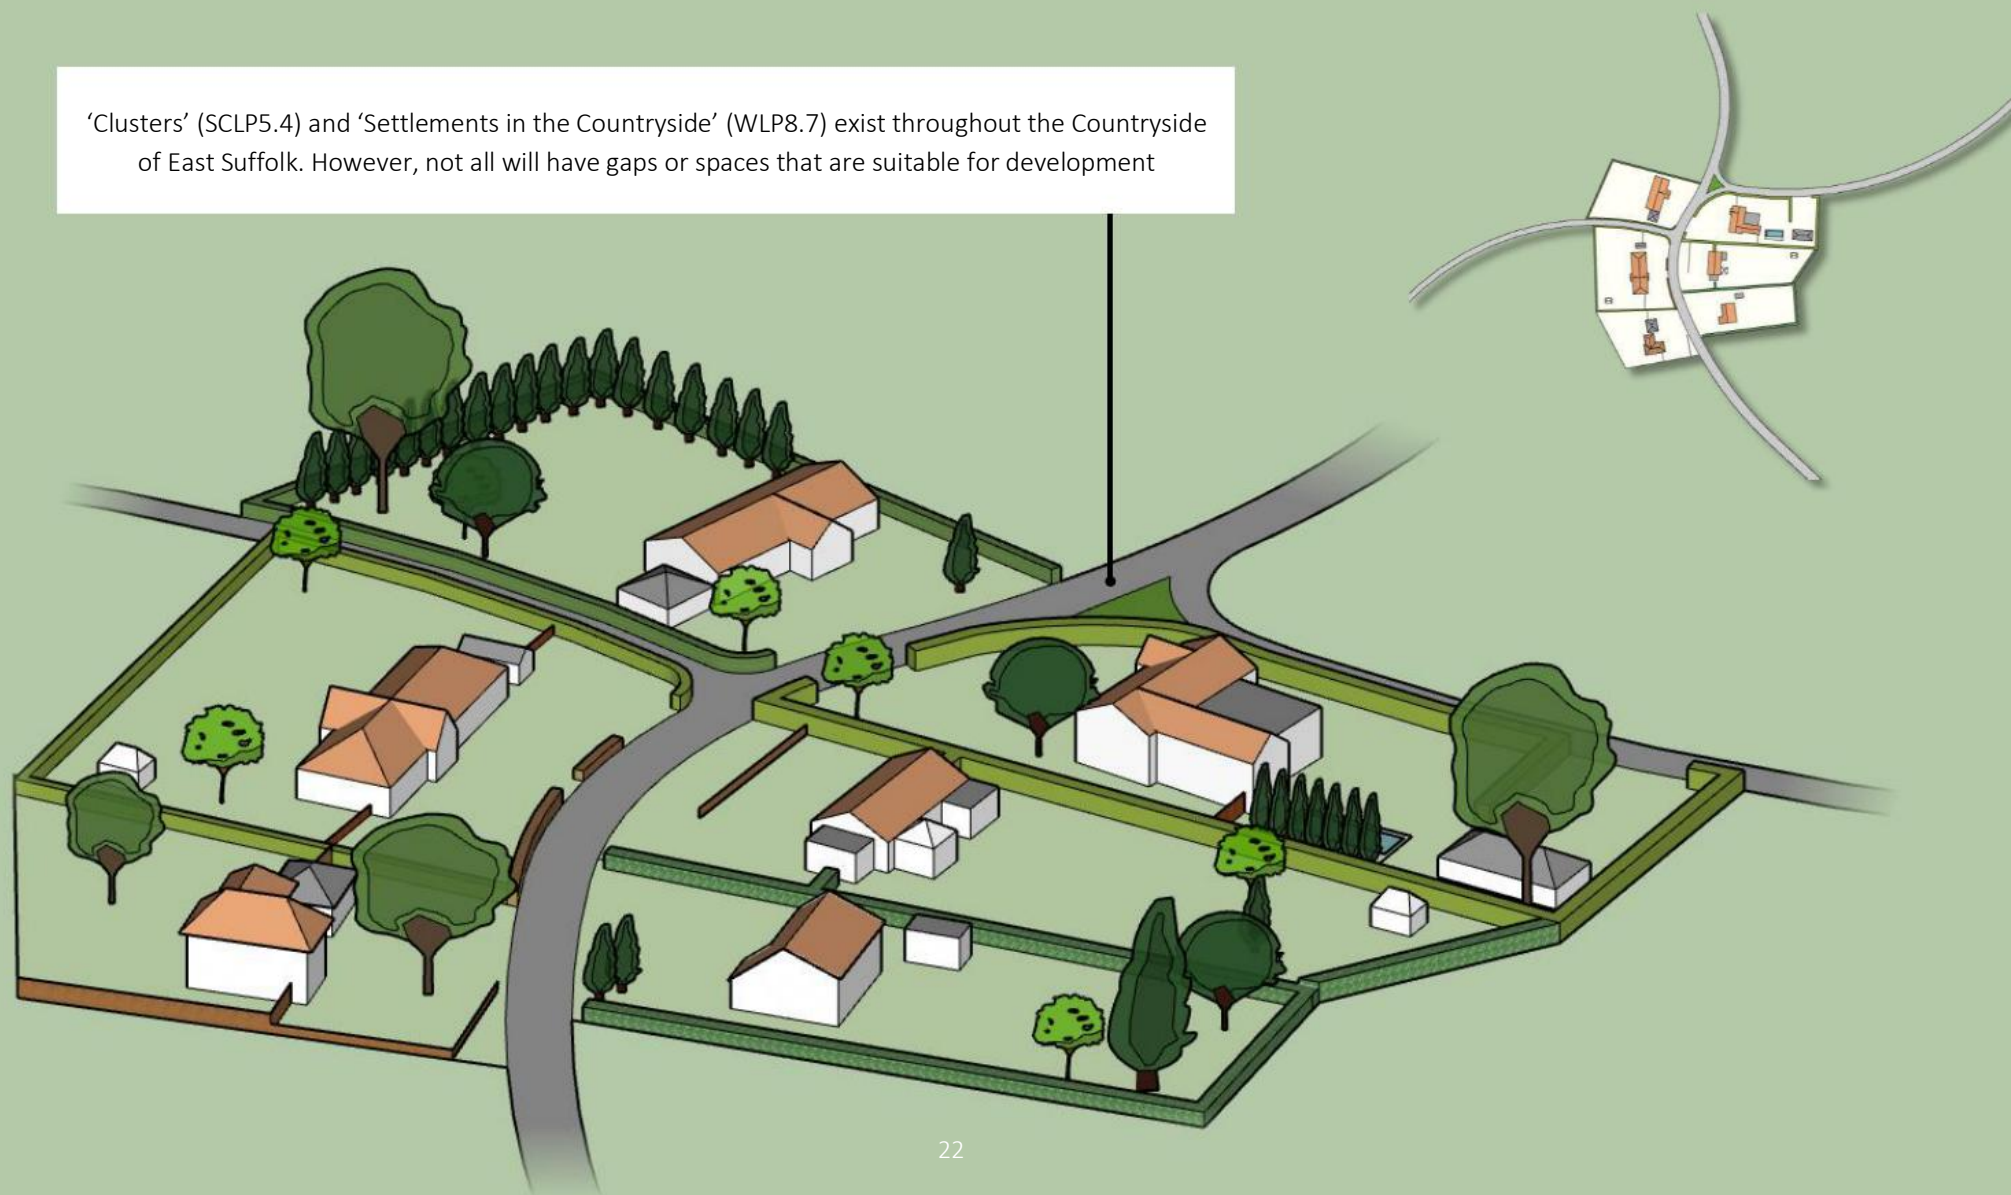 ‘Clusters’ (SCLP5.4) and ‘Settlements in the Countryside’ (WLP8.7) exist throughout the Countryside
of East Suffolk. However, not all will have gaps or spaces that are suitable for development
22